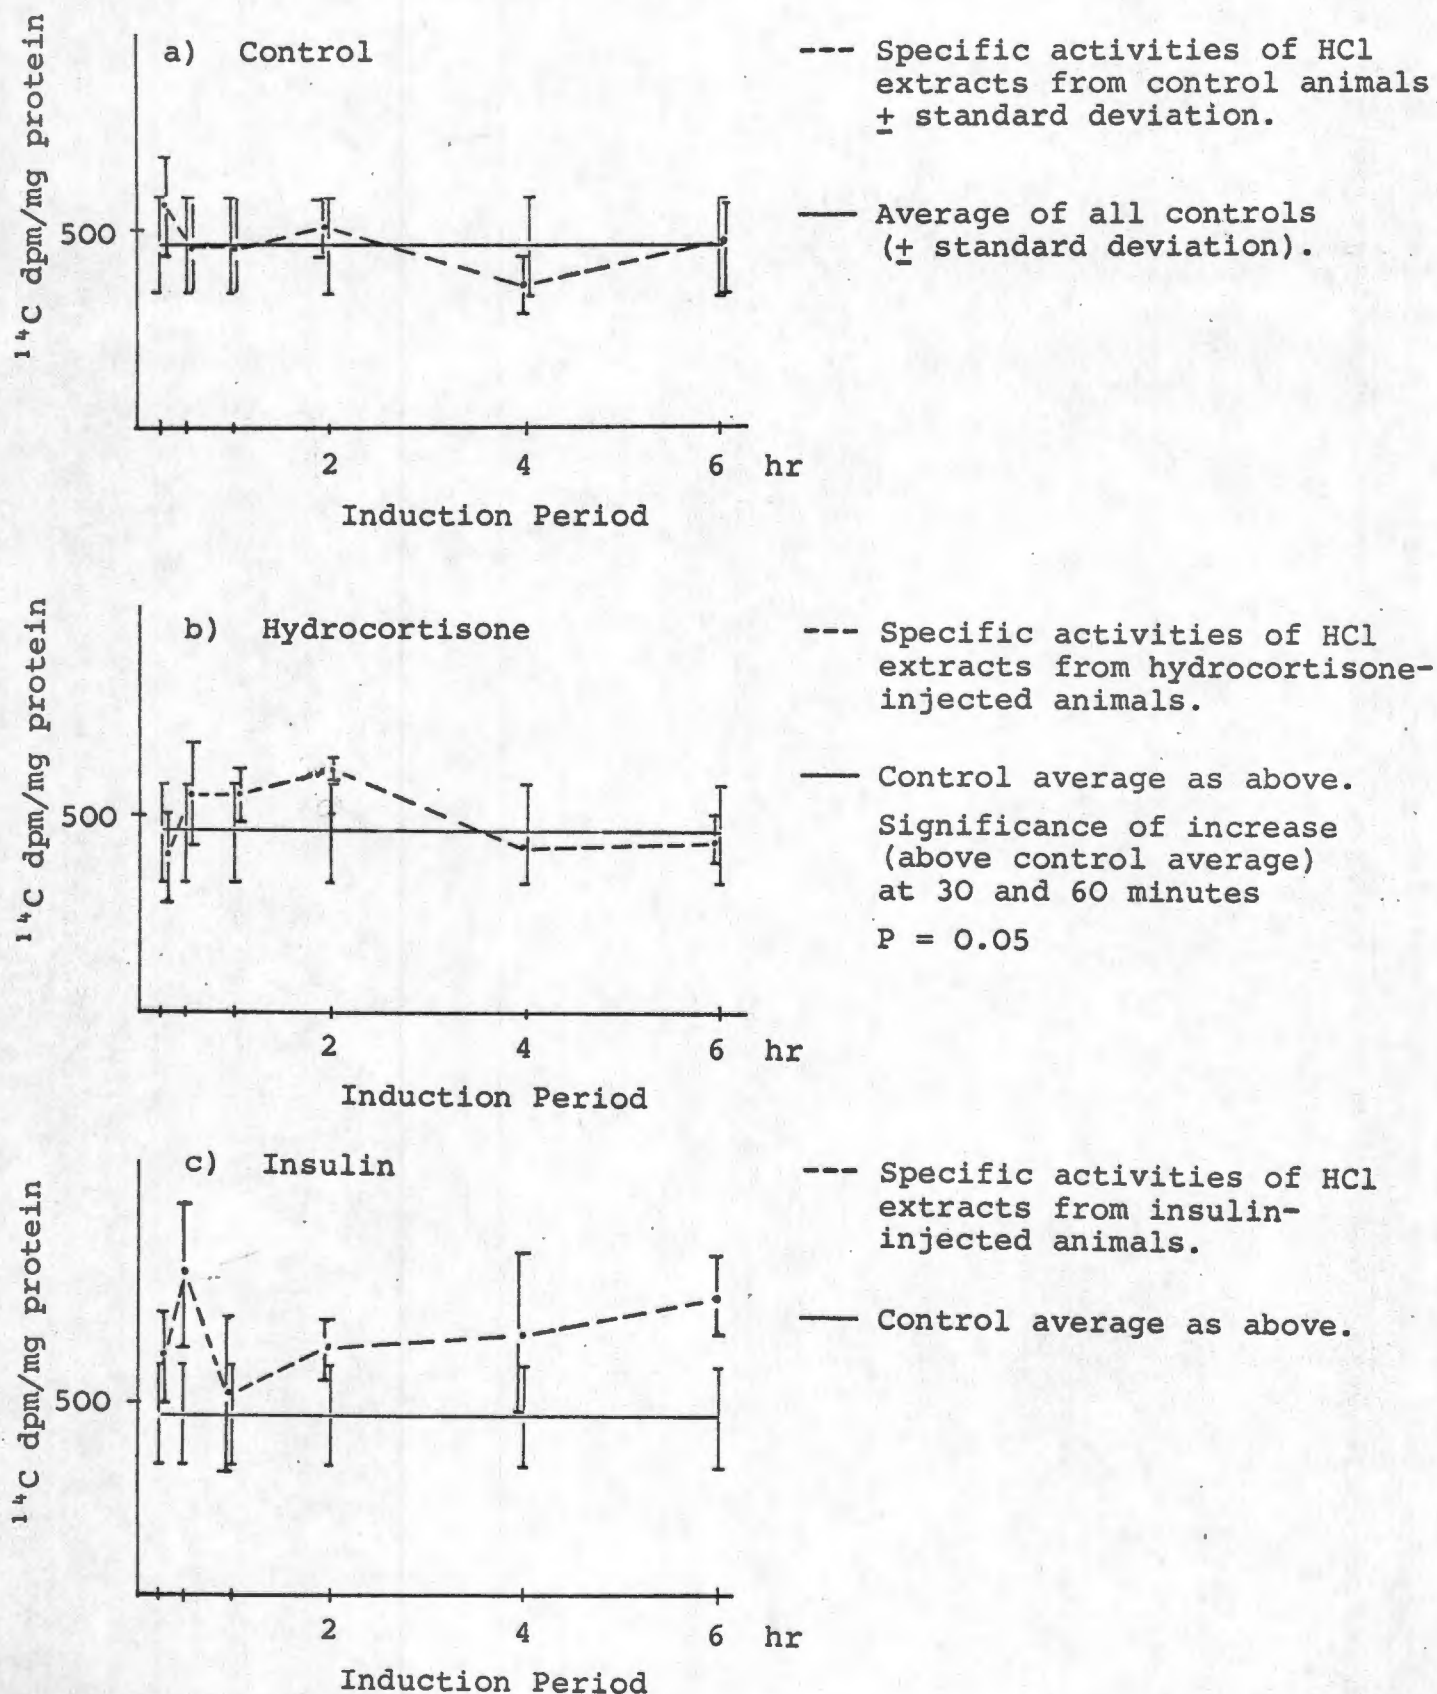 a) Control
¹⁴C dpm/mg protein
500
2 4 6 hr
Induction Period
--- Specific activities of HCl
extracts from control animals
± standard deviation.
— Average of all controls
(± standard deviation).
b) Hydrocortisone
¹⁴C dpm/mg protein
500
2 4 6 hr
Induction Period
--- Specific activities of HCl
extracts from hydrocortisone-
injected animals.
— Control average as above.
Significance of increase
(above control average)
at 30 and 60 minutes
P = 0.05
c) Insulin
¹⁴C dpm/mg protein
500
2 4 6 hr
Induction Period
--- Specific activities of HCl
extracts from insulin-
injected animals.
— Control average as above.